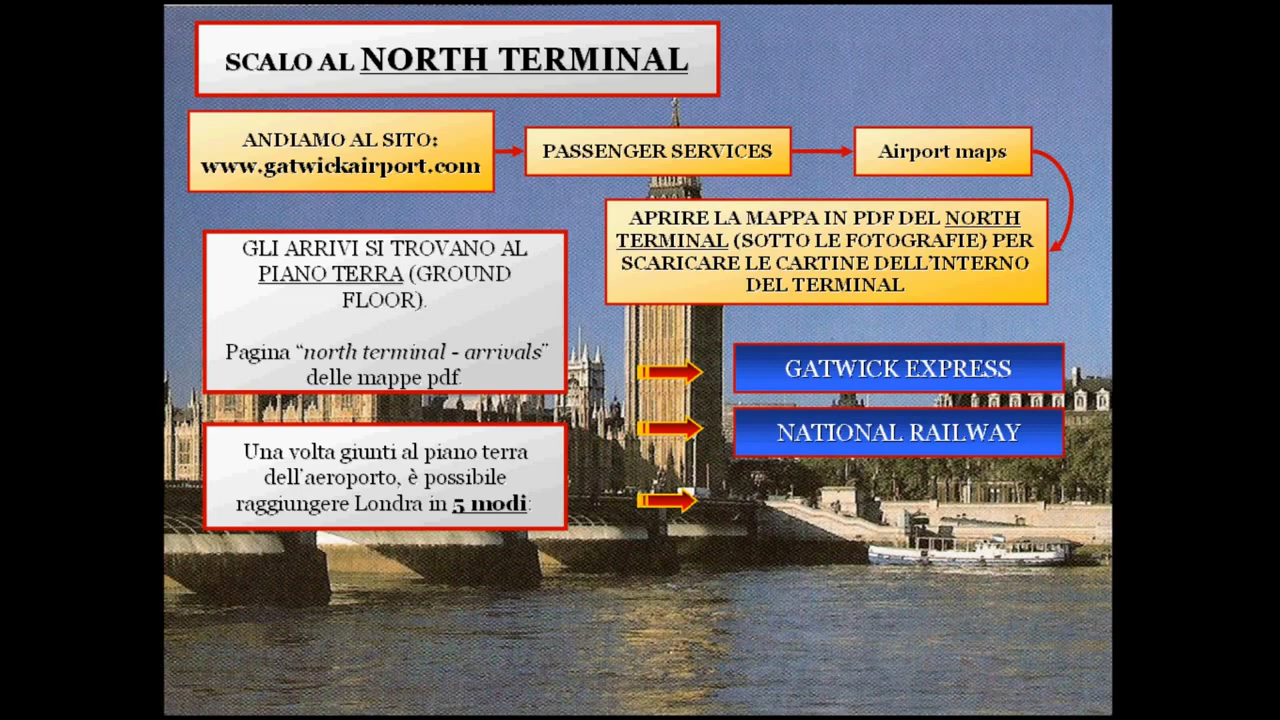 SCALO AL NORTH TERMINAL
ANDIAMO AL SITO:
www.gatwickairport.com
PASSENGER SERVICES
Airport maps
APRIRE LA MAPPA IN PDF DEL NORTH
TERMINAL (SOTTO LE FOTOGRAFIE) PER
SCARICARE LE CARTINE DELL'INTERNO
DEL TERMINAL
GLI ARRIVI SI TROVANO AL
PIANO TERRA (GROUND
FLOOR).
Pagina "north terminal - arrivals"
delle mappe pdf.
Una volta giunti al piano terra
dell'aeroporto, è possibile
raggiungere Londra in 5 modi:
GATWICK EXPRESS
NATIONAL RAILWAY